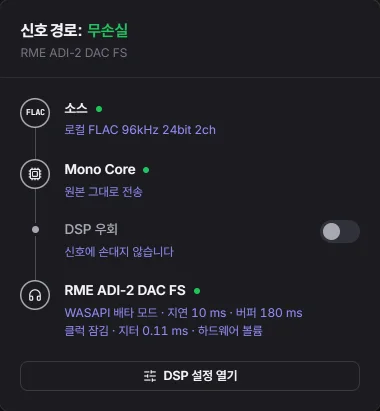 신호 경로: 무손실
RME ADI-2 DAC FS
FLAC
소스
로컬 FLAC 96kHz 24bit 2ch
Mono Core
원본 그대로 전송
DSP 우회
신호에 손대지 않습니다
RME ADI-2 DAC FS
WASAPI 배타 모드 · 지연 10 ms · 버퍼 180 ms
클럭 잠김 · 지터 0.11 ms · 하드웨어 볼륨
DSP 설정 열기